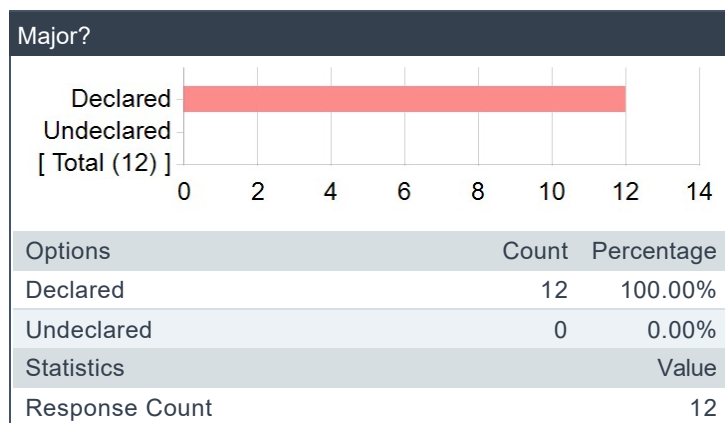 Major?
Declared
Undeclared
[ Total (12) ]
0 2 4 6 8 10 12 14
Options Count Percentage
Declared 12 100.00%
Undeclared 0 0.00%
Statistics Value
Response Count 12